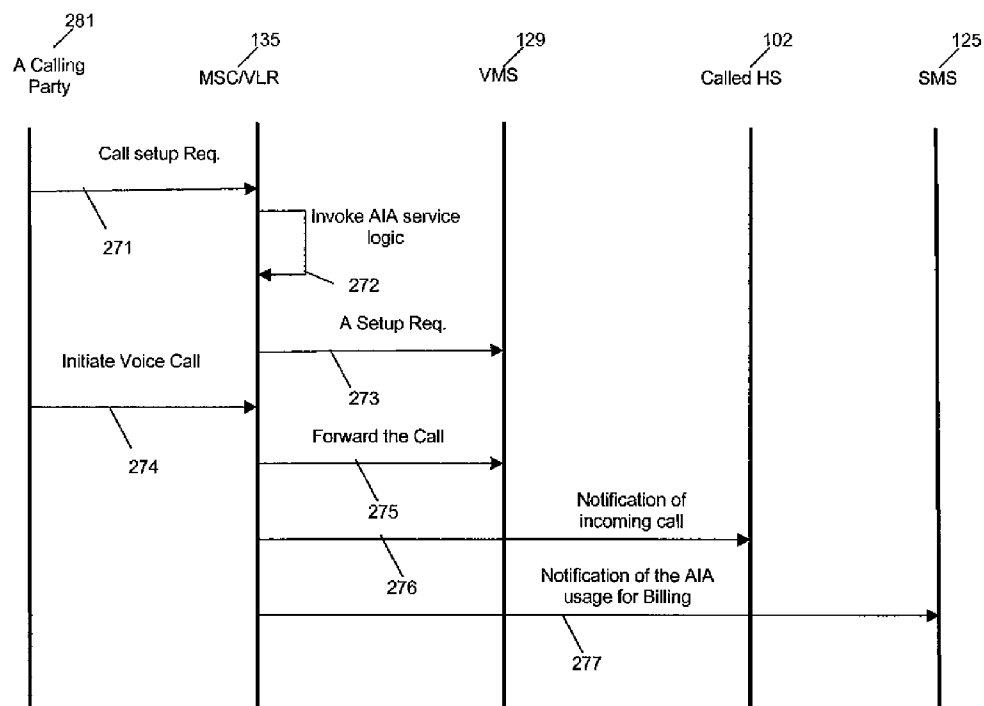 281
135
129
102
125
A Calling
Party
MSC/VLR
VMS
Called HS
SMS
Call setup Req.
271
Invoke AIA service
logic
272
A Setup Req.
273
Initiate Voice Call
274
Forward the Call
275
Notification of
incoming call
276
Notification of the AIA
usage for Billing
277